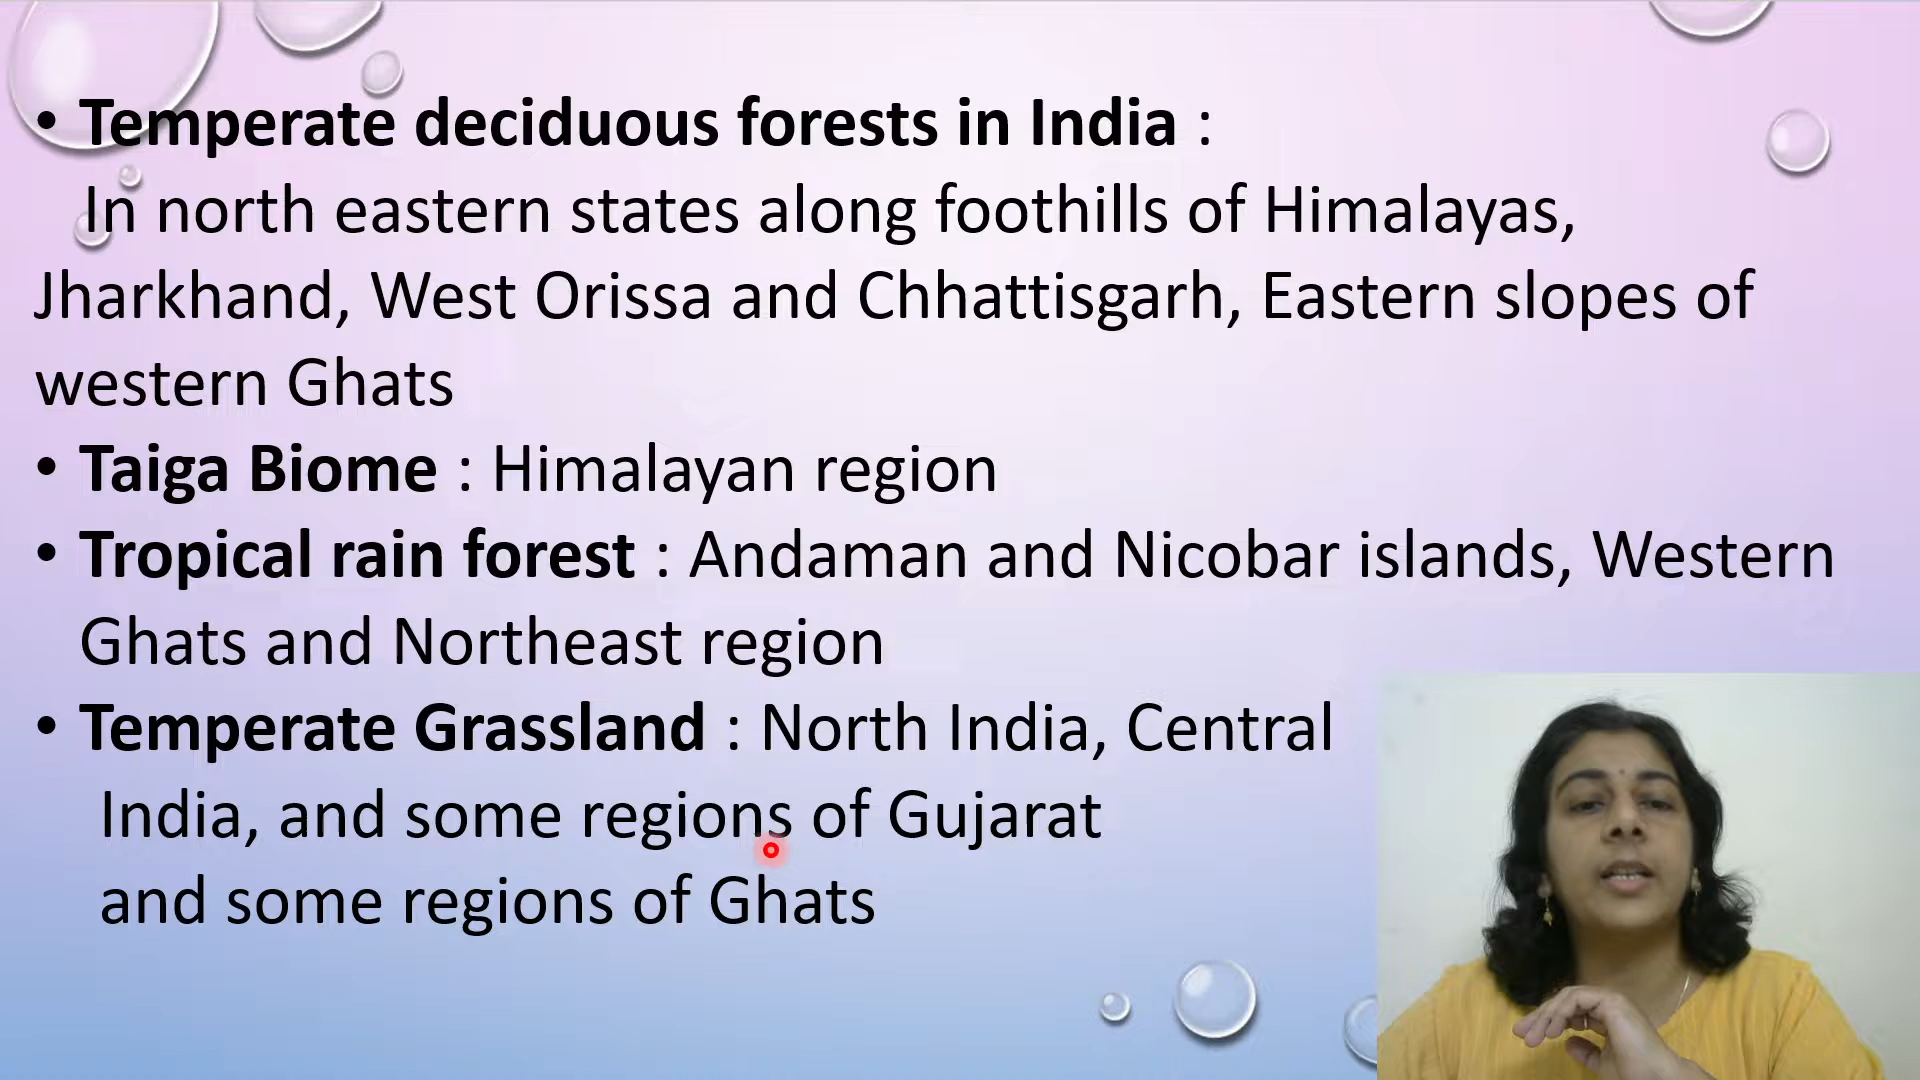 • Temperate deciduous forests in India :
In north eastern states along foothills of Himalayas,
Jharkhand, West Orissa and Chhattisgarh, Eastern slopes of
western Ghats
• Taiga Biome : Himalayan region
• Tropical rain forest : Andaman and Nicobar islands, Western
Ghats and Northeast region
• Temperate Grassland : North India, Central
India, and some regions of Gujarat
and some regions of Ghats